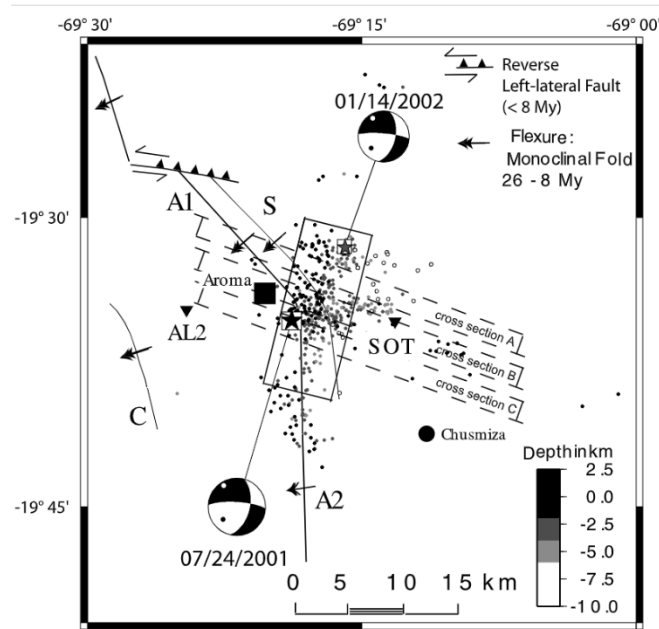 -69° 30'
-69° 15'
-69° 00'
Reverse
Left-lateral Fault
(< 8 My)
01/14/2002
Flexure:
Monoclinal Fold
26 - 8 My
-19° 30'
A1
S
Aroma
AL2
SOT
cross section A
cross section B
cross section C
C
Chusmiza
Depth in km
2.5
0.0
-2.5
-5.0
-7.5
-10.0
-19° 45'
A2
07/24/2001
0 5 10 15 km